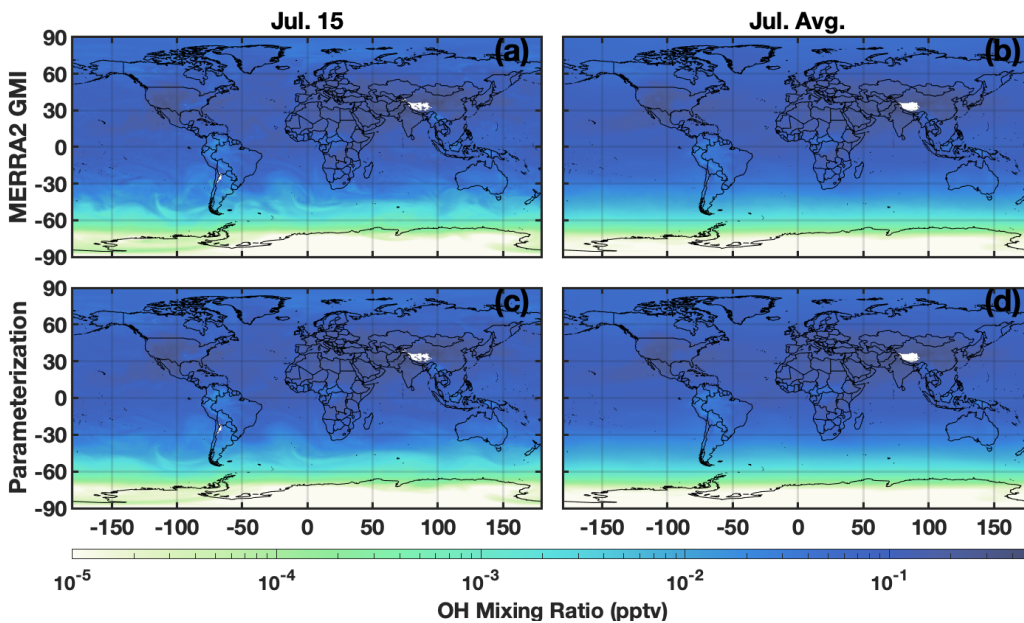 Jul. 15
Jul. Avg.
MERRA2 GMI
90
60
30
0
-30
-60
-90
(a)
(b)
Parameterization
90
60
30
0
-30
-60
-90
(c)
(d)
-150 -100 -50 0 50 100 150
-150 -100 -50 0 50 100 150
10⁻⁵ 10⁻⁴ 10⁻³ 10⁻² 10⁻¹
OH Mixing Ratio (pptv)